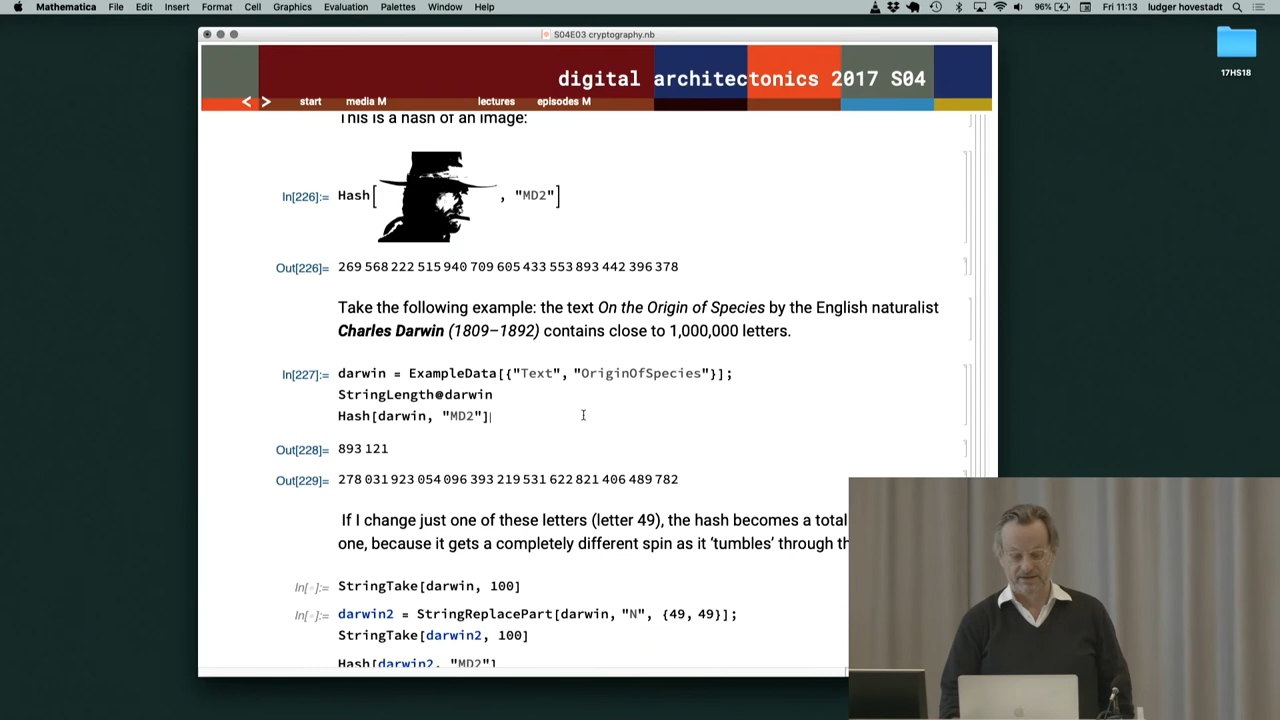 Mathematica File Edit Insert Format Cell Graphics Evaluation Palettes Window Help 96% Fri 11:13 ludger hovestadt
S04E03 cryptography.nb
17HS18
digital architectonics 2017 S04
< > start media M lectures episodes M
This is a hash of an image:
In[226]:= Hash[ , "MD2"]
Out[226]= 269 568 222 515 940 709 605 433 553 893 442 396 378
Take the following example: the text On the Origin of Species by the English naturalist
Charles Darwin (1809–1892) contains close to 1,000,000 letters.
In[227]:= darwin = ExampleData[{"Text", "OriginOfSpecies"}];
StringLength@darwin
Hash[darwin, "MD2"]
Out[228]= 893 121
Out[229]= 278 031 923 054 096 393 219 531 622 821 406 489 782
If I change just one of these letters (letter 49), the hash becomes a total
one, because it gets a completely different spin as it ‘tumbles’ through th
In[ ]:= StringTake[darwin, 100]
In[ ]:= darwin2 = StringReplacePart[darwin, "N", {49, 49}];
StringTake[darwin2, 100]
Hash[darwin2, "MD2"]